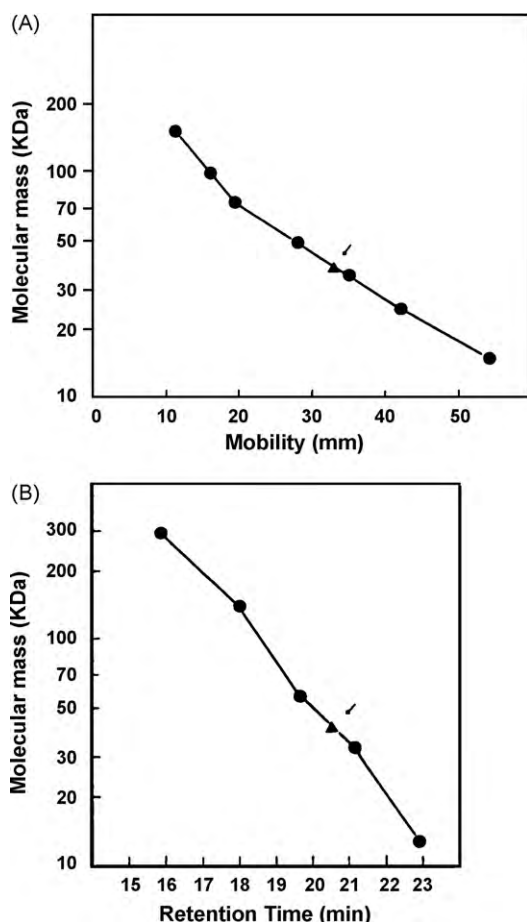 (A)
Molecular mass (KDa)
200
100
70
50
30
20
10
0 10 20 30 40 50
Mobility (mm)
(B)
Molecular mass (KDa)
300
200
100
70
50
30
20
10
15 16 17 18 19 20 21 22 23
Retention Time (min)